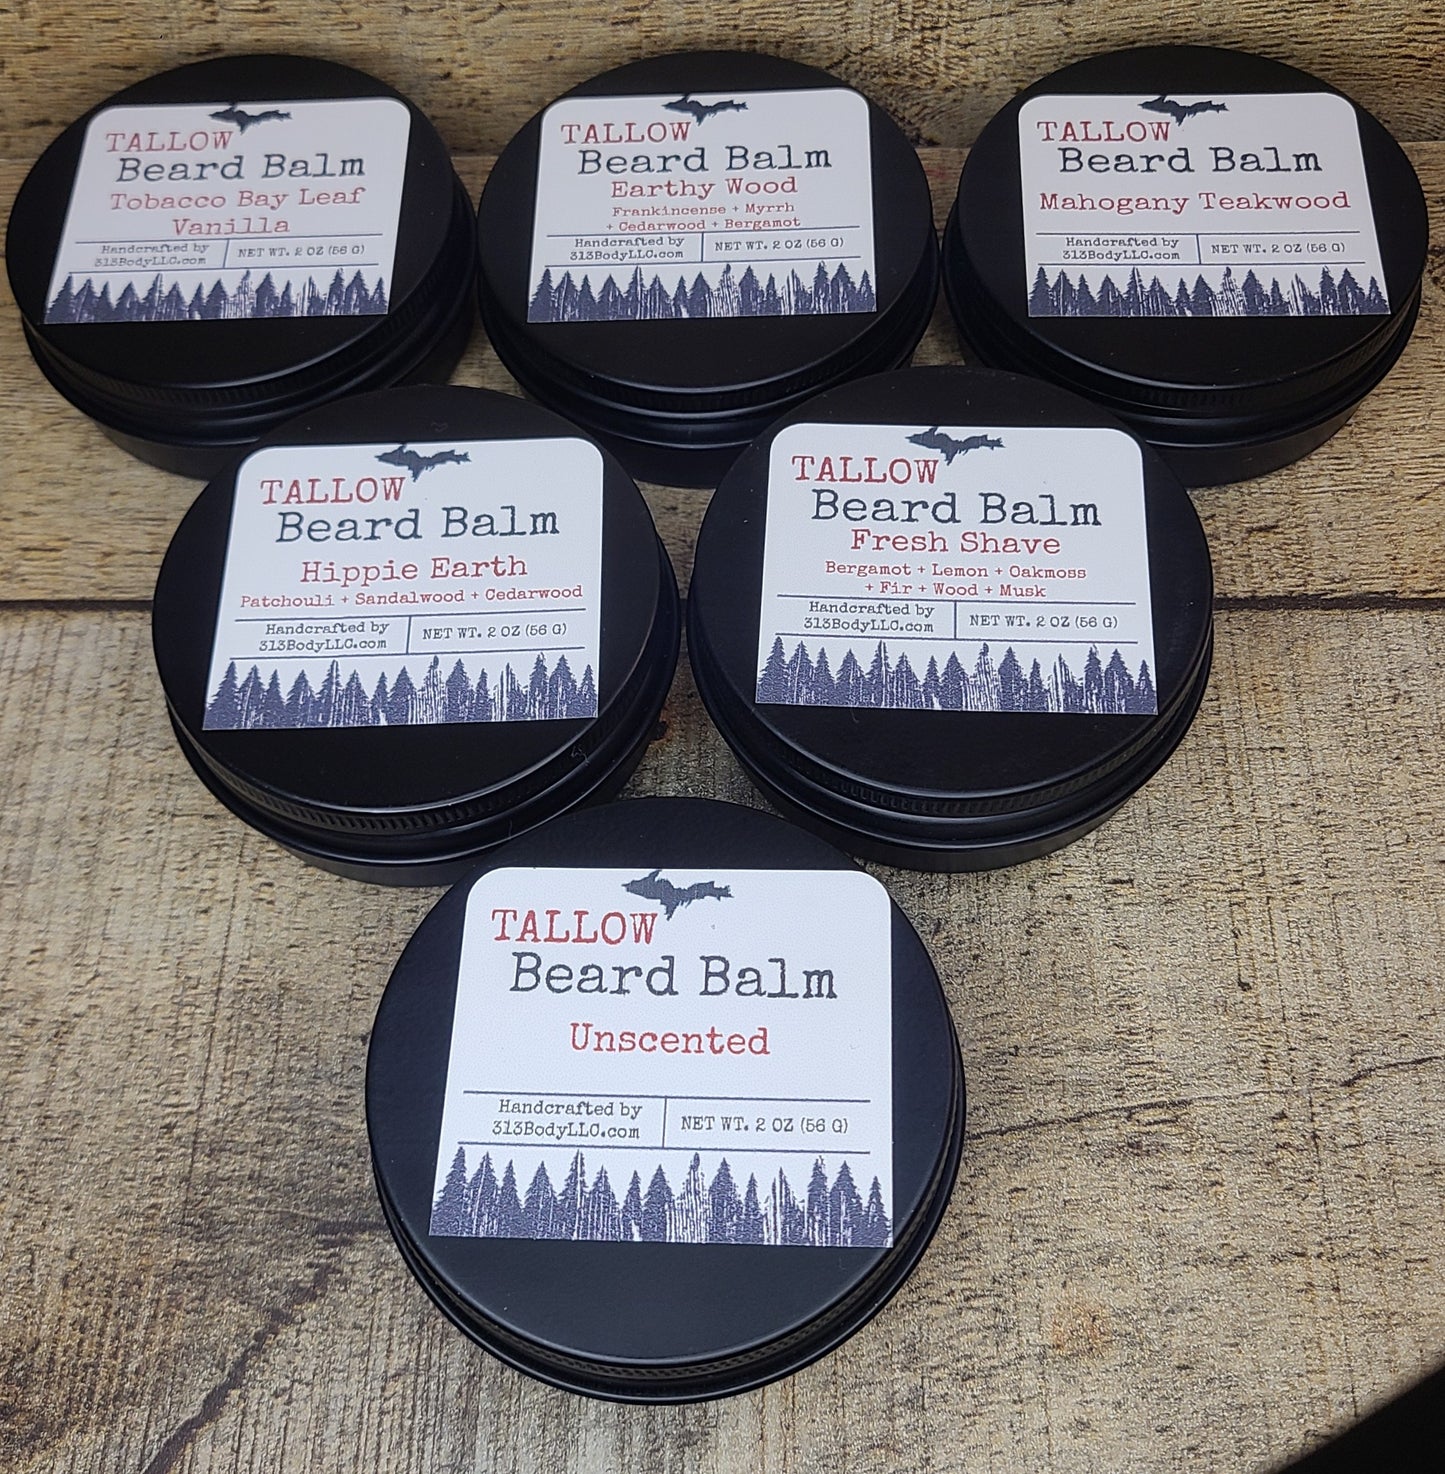 TALLOW
Beard Balm
Tobacco Bay Leaf
Vanilla
Handcrafted by
313BodyLLC.com
NET WT. 2 OZ (56 G)
TALLOW
Beard Balm
Earthy Wood
Frankincense + Myrrh
+ Cedarwood + Bergamot
Handcrafted by
313BodyLLC.com
NET WT. 2 OZ (56 G)
TALLOW
Beard Balm
Mahogany Teakwood
Handcrafted by
313BodyLLC.com
NET WT. 2 OZ (56 G)
TALLOW
Beard Balm
Hippie Earth
Patchouli + Sandalwood + Cedarwood
Handcrafted by
313BodyLLC.com
NET WT. 2 OZ (56 G)
TALLOW
Beard Balm
Fresh Shave
Bergamot + Lemon + Oakmoss
+ Fir + Wood + Musk
Handcrafted by
313BodyLLC.com
NET WT. 2 OZ (56 G)
TALLOW
Beard Balm
Unscented
Handcrafted by
313BodyLLC.com
NET WT. 2 OZ (56 G)